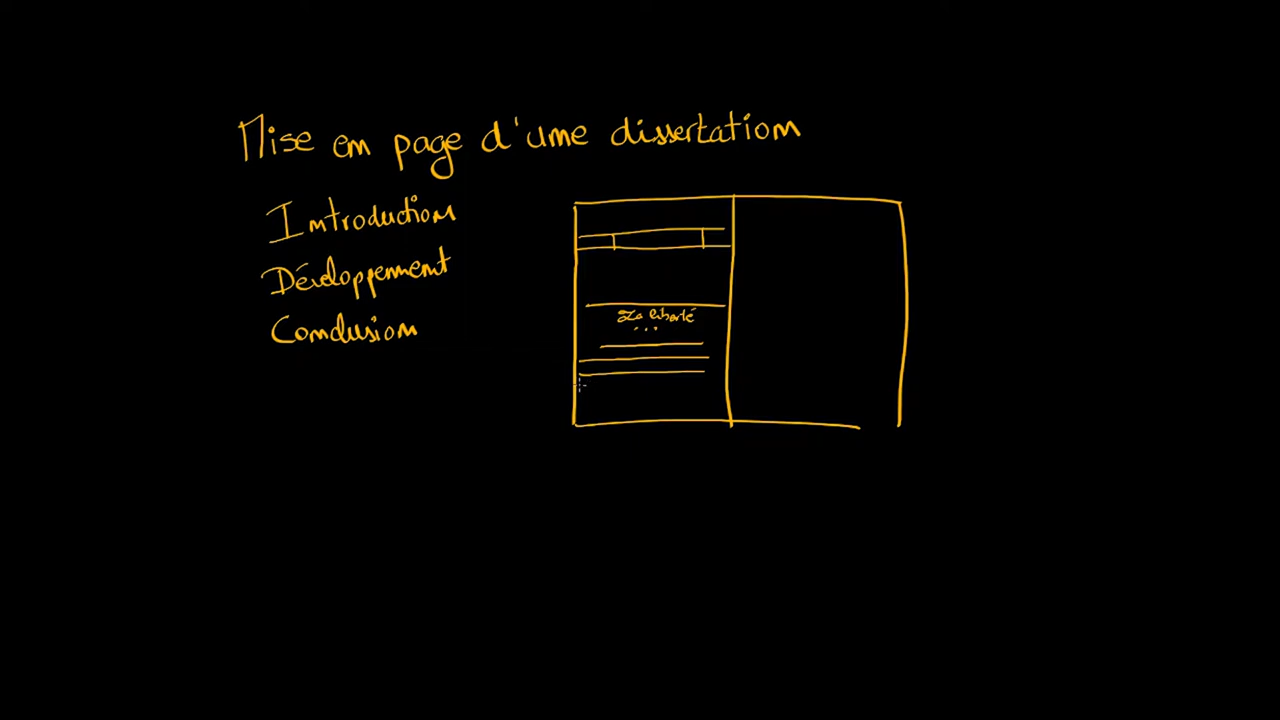 Mise en page d'une dissertation
Introduction
Développement
Conclusion
La liberté
...